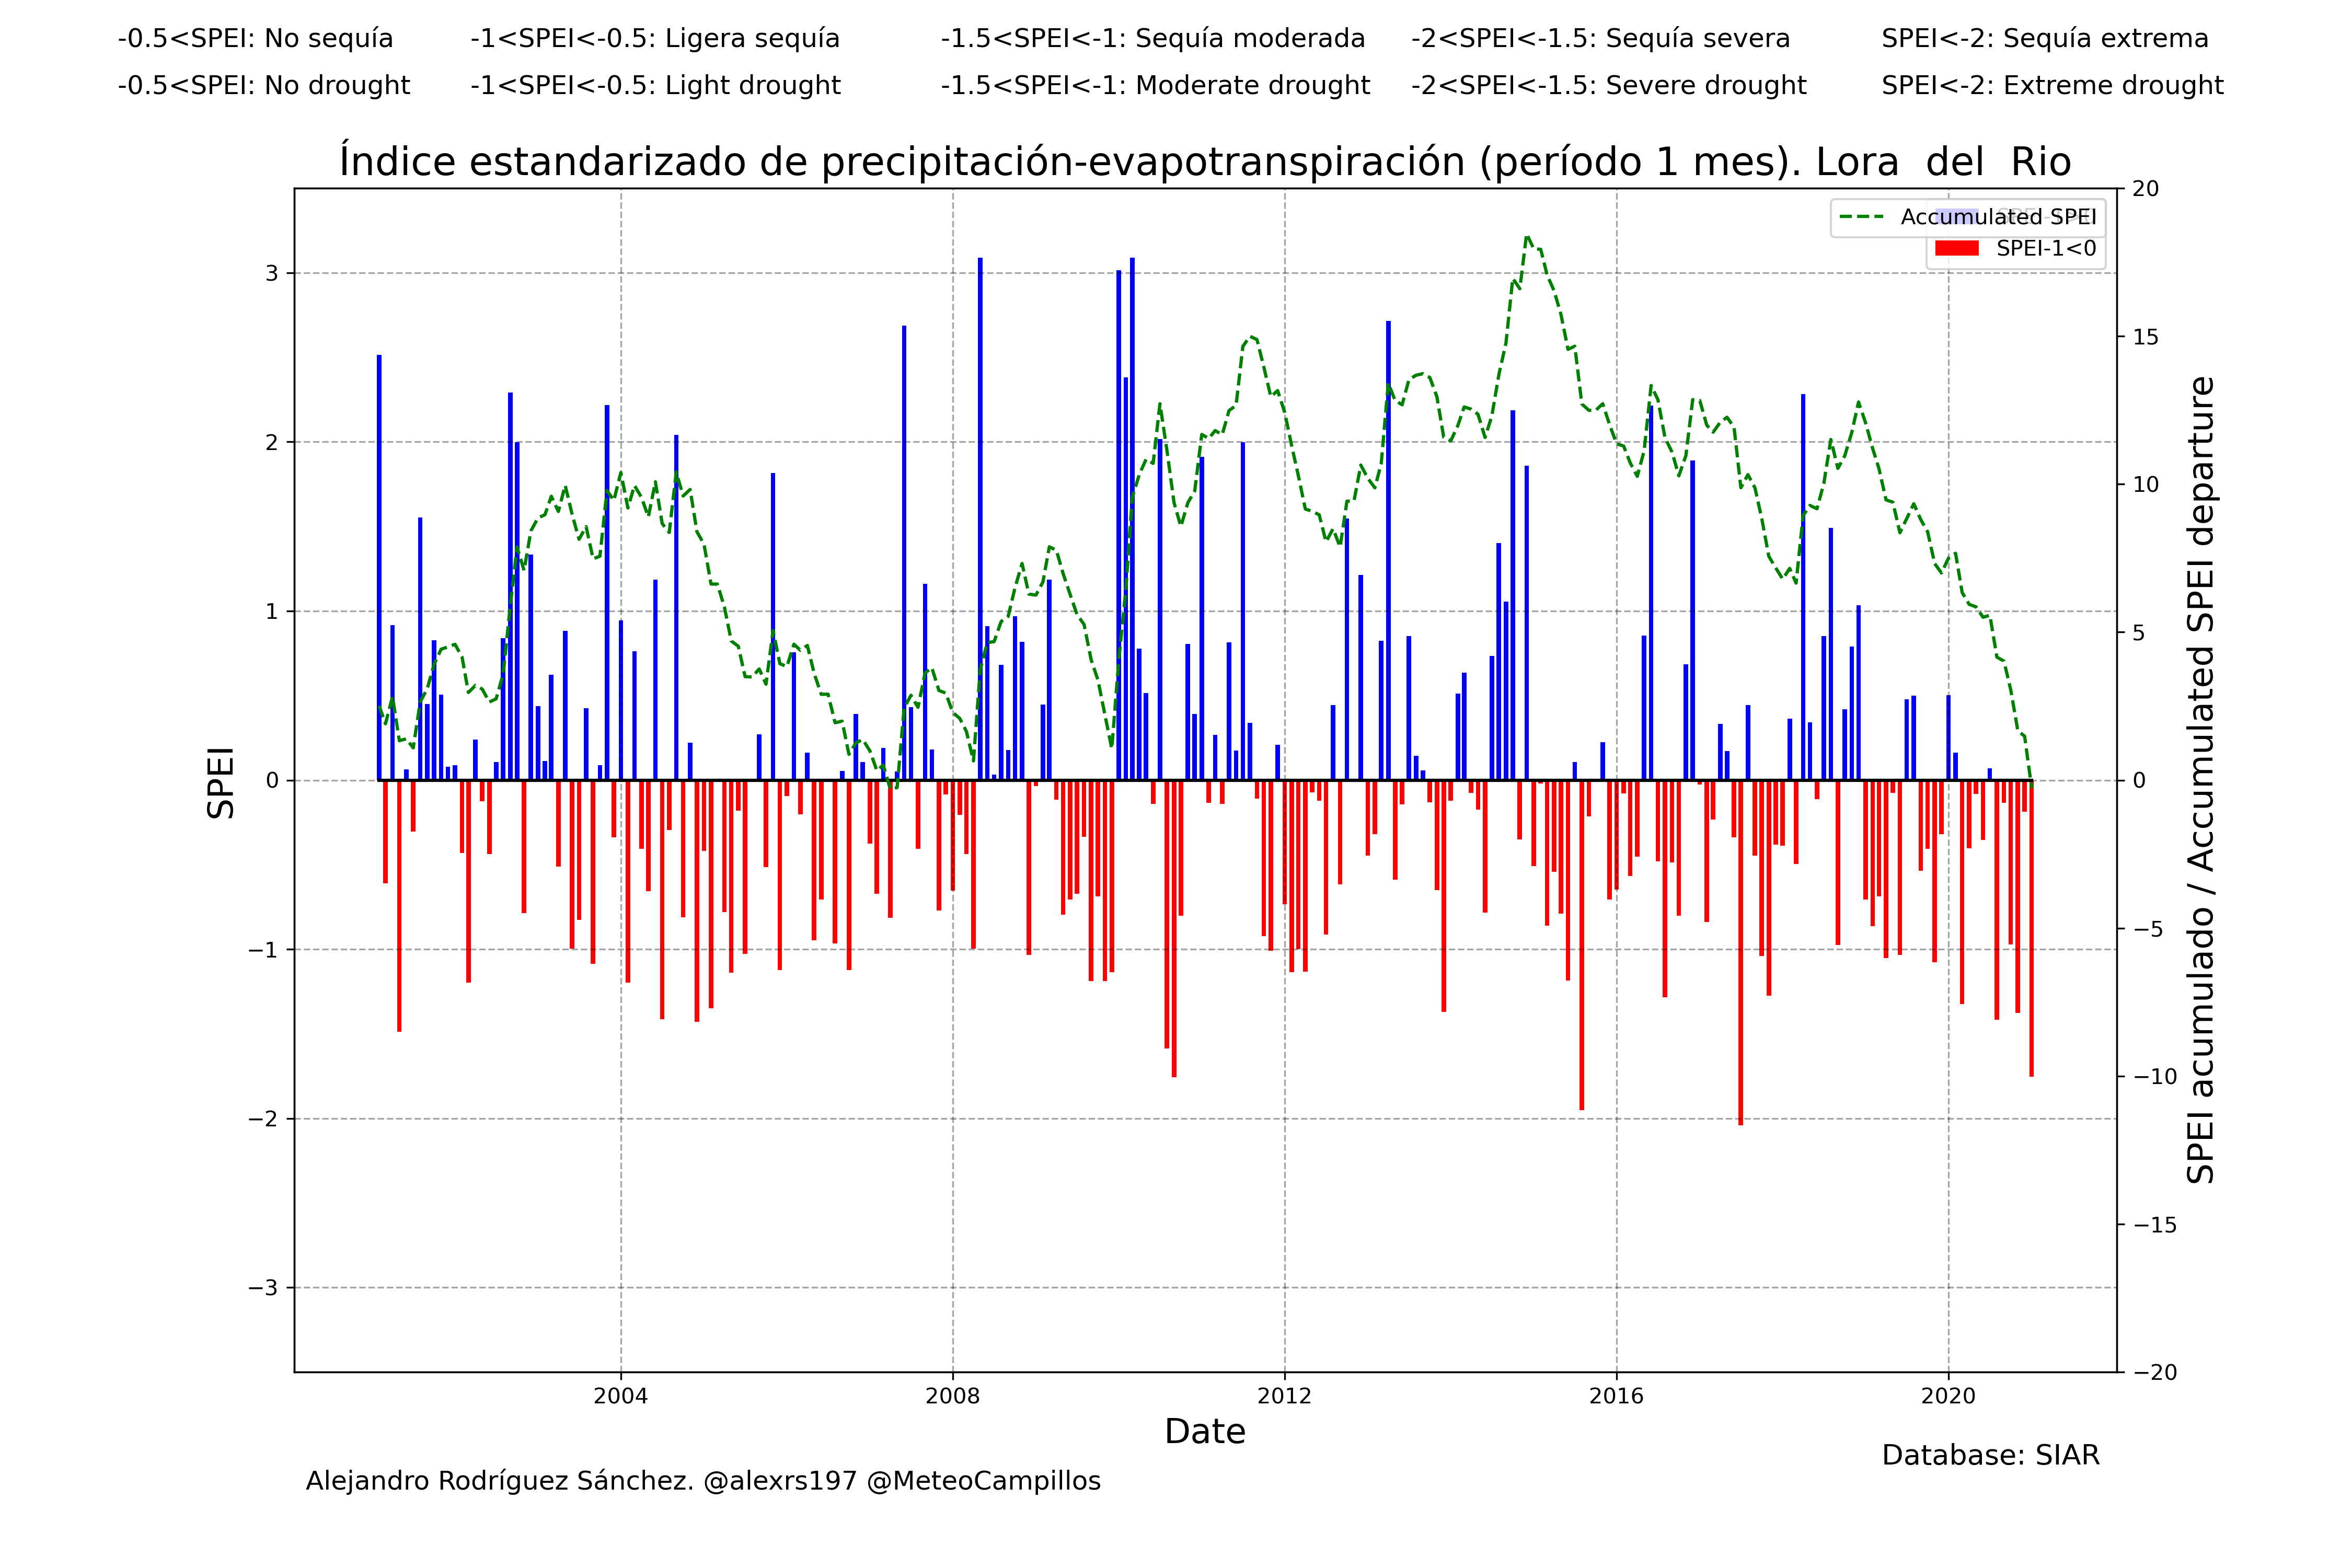 -0.5<SPEI: No sequía -1<SPEI<-0.5: Ligera sequía -1.5<SPEI<-1: Sequía moderada -2<SPEI<-1.5: Sequía severa SPEI<-2: Sequía extrema
-0.5<SPEI: No drought -1<SPEI<-0.5: Light drought -1.5<SPEI<-1: Moderate drought -2<SPEI<-1.5: Severe drought SPEI<-2: Extreme drought
Índice estandarizado de precipitación-evapotranspiración (período 1 mes). Lora del Rio
Accumulated SPEI
SPEI-1<0
SPEI
3
2
1
0
−1
−2
−3
20
15
10
5
0
−5
−10
−15
−20
SPEI acumulado / Accumulated SPEI departure
2004 2008 2012 2016 2020
Date
Database: SIAR
Alejandro Rodríguez Sánchez. @alexrs197 @MeteoCampillos